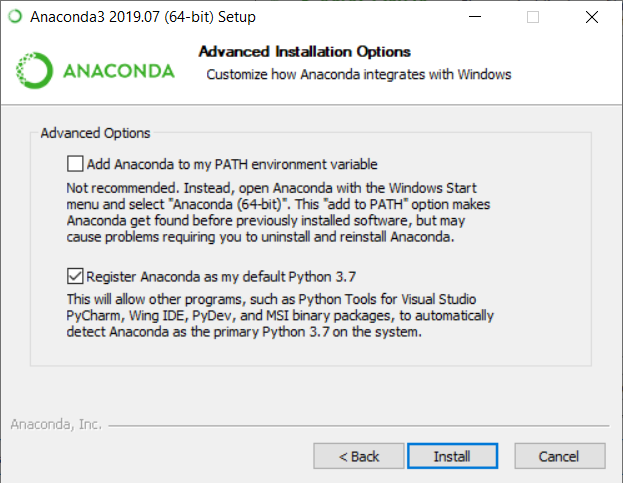 Anaconda3 2019.07 (64-bit) Setup
Advanced Installation Options
Customize how Anaconda integrates with Windows
ANACONDA
Advanced Options
Add Anaconda to my PATH environment variable
Not recommended. Instead, open Anaconda with the Windows Start
menu and select "Anaconda (64-bit)". This "add to PATH" option makes
Anaconda get found before previously installed software, but may
cause problems requiring you to uninstall and reinstall Anaconda.
Register Anaconda as my default Python 3.7
This will allow other programs, such as Python Tools for Visual Studio
PyCharm, Wing IDE, PyDev, and MSI binary packages, to automatically
detect Anaconda as the primary Python 3.7 on the system.
Anaconda, Inc.
< Back
Install
Cancel